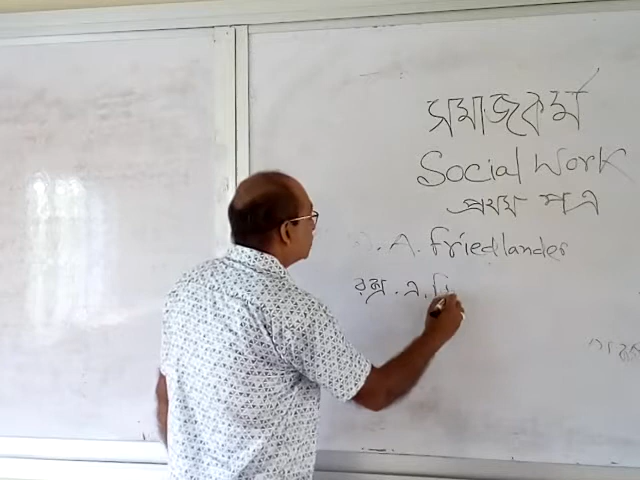 সমাজকর্ম
Social Work
প্রথম পত্র
. A. Friedlander